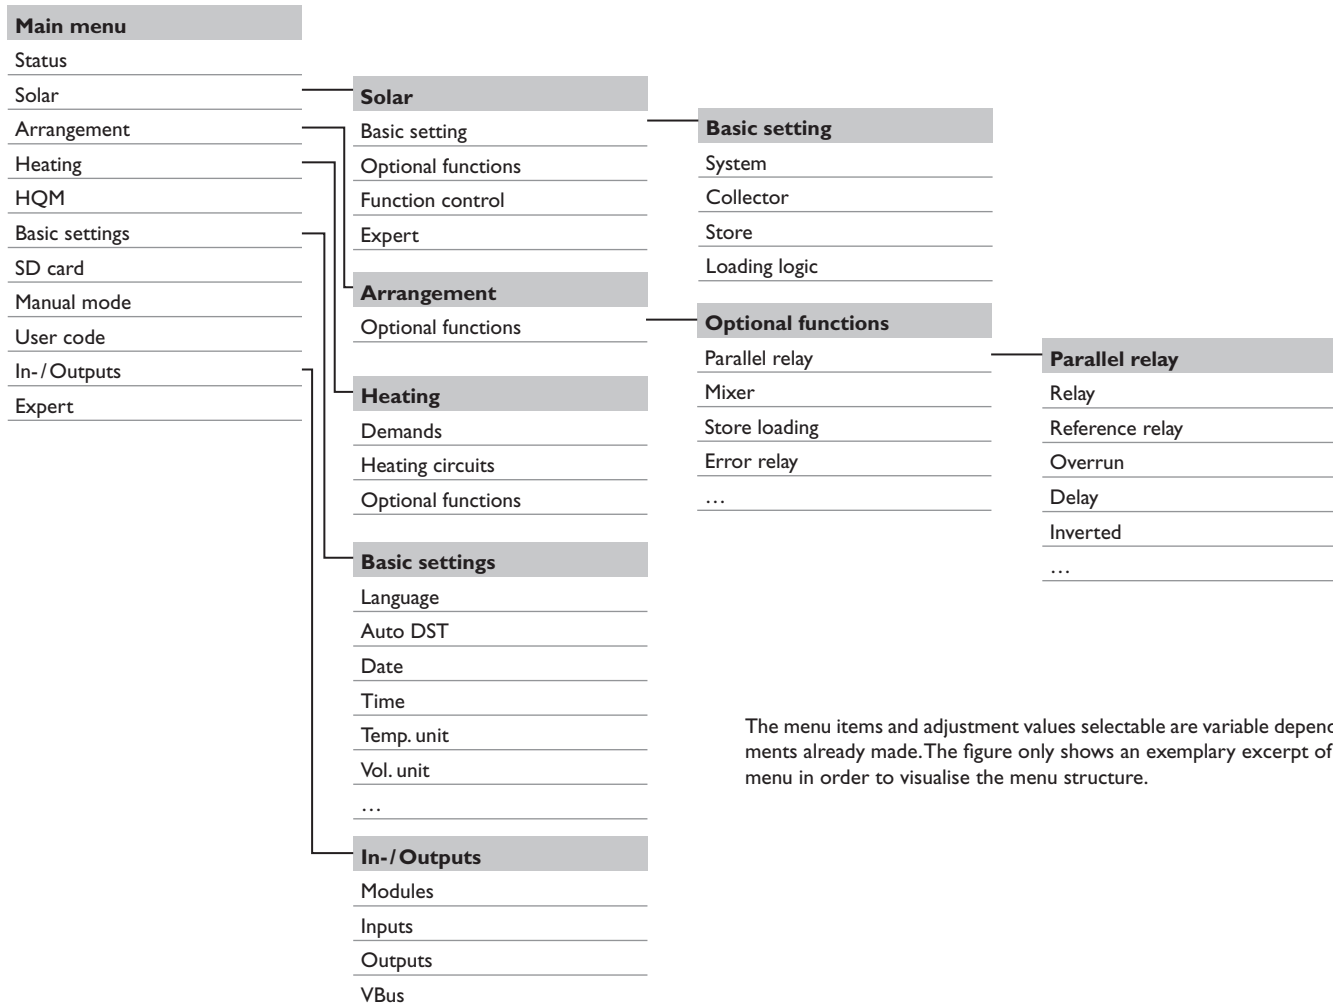 Main menu
Status
Solar
Arrangement
Heating
HQM
Basic settings
SD card
Manual mode
User code
In-/Outputs
Expert
Solar
Basic setting
Optional functions
Function control
Expert
Arrangement
Optional functions
Heating
Demands
Heating circuits
Optional functions
Basic settings
Language
Auto DST
Date
Time
Temp. unit
Vol. unit
…
In-/Outputs
Modules
Inputs
Outputs
VBus
Basic setting
System
Collector
Store
Loading logic
Optional functions
Parallel relay
Mixer
Store loading
Error relay
…
Parallel relay
Relay
Reference relay
Overrun
Delay
Inverted
…
The menu items and adjustment values selectable are variable
ments already made. The figure only shows an exemplary excerpt of
menu in order to visualise the menu structure.